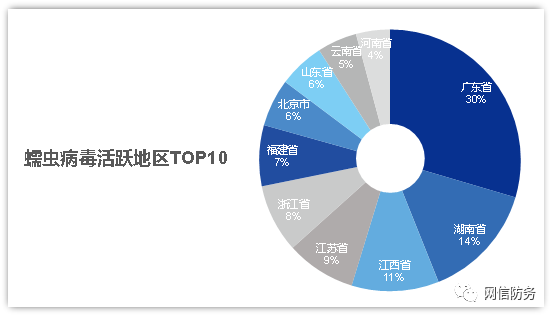 蠕虫病毒活跃地区TOP10
广东省
30%
湖南省
14%
江西省
11%
江苏省
9%
浙江省
8%
福建省
7%
北京市
6%
山东省
6%
云南省
5%
河南省
4%
网信防务